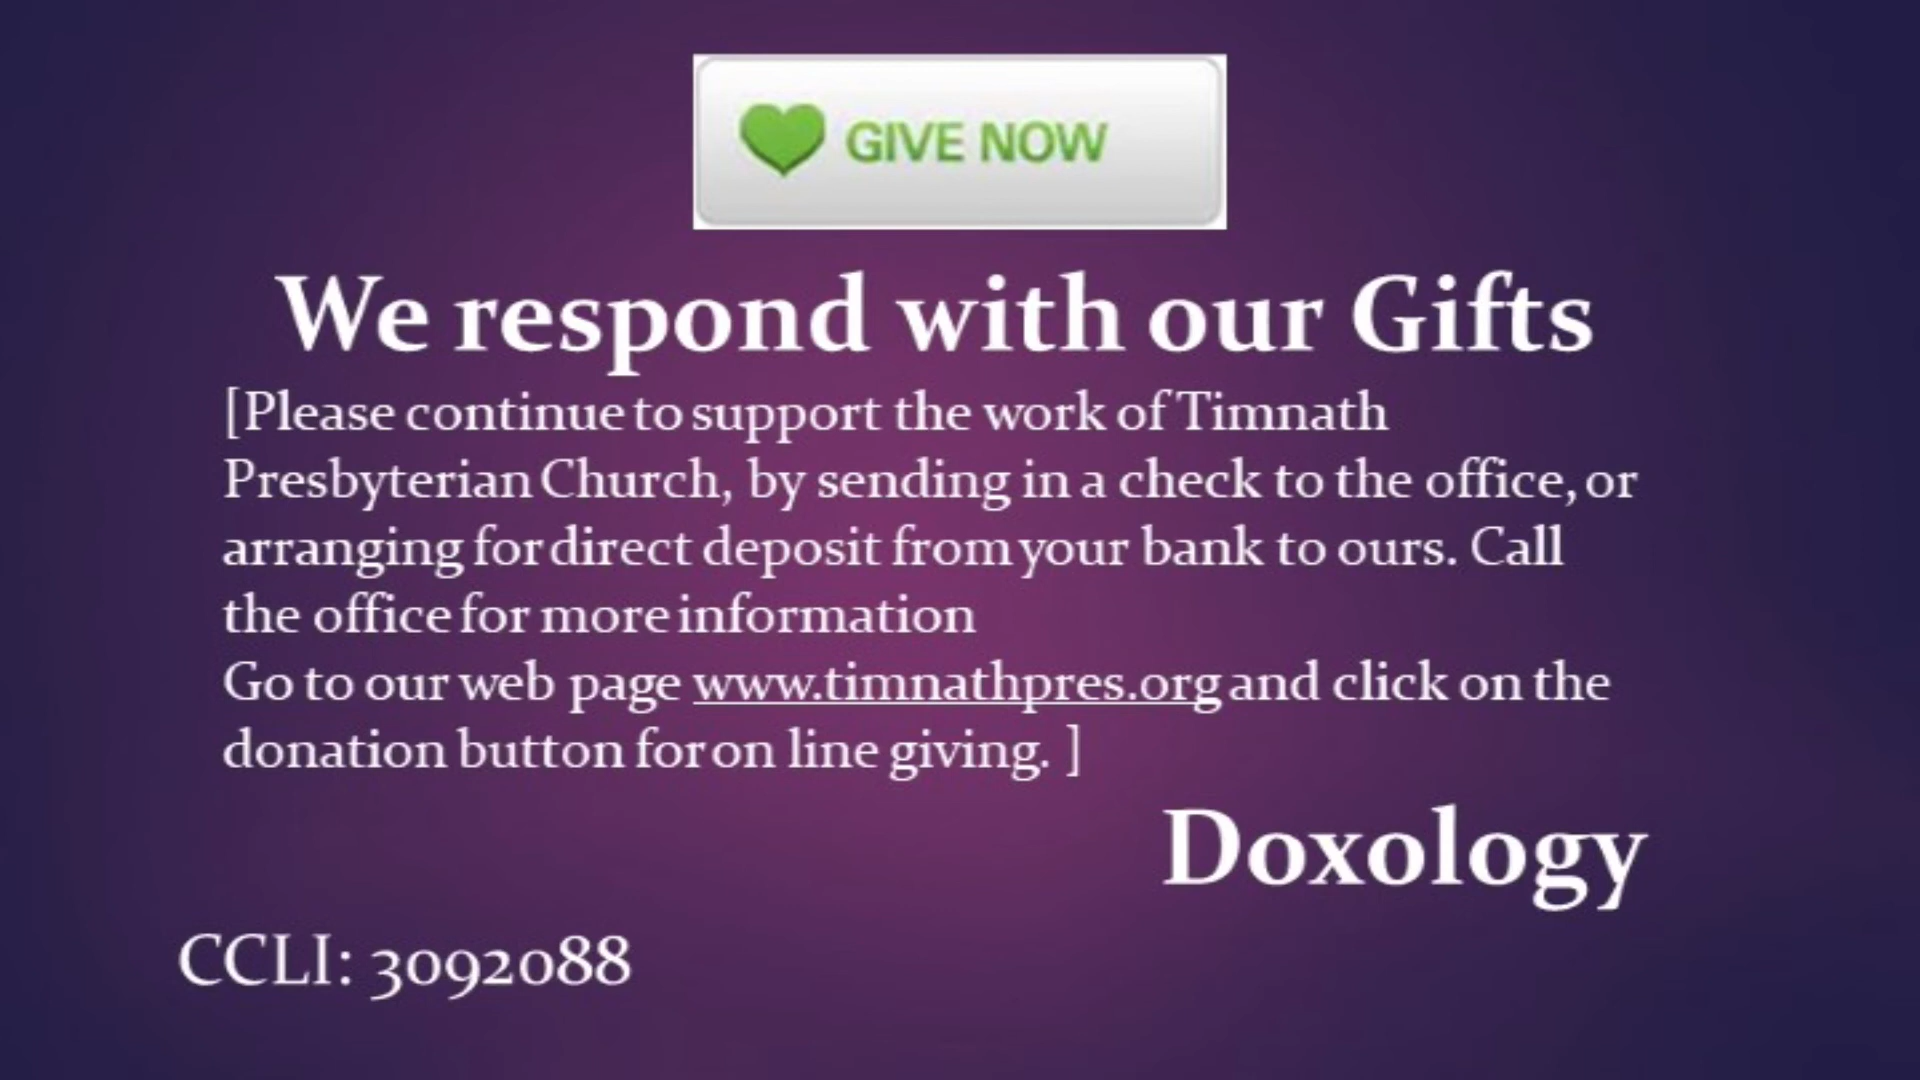 GIVE NOW
We respond with our Gifts
[Please continue to support the work of Timnath
Presbyterian Church, by sending in a check to the office, or
arranging for direct deposit from your bank to ours. Call
the office for more information
Go to our web page www.timnathpres.org and click on the
donation button for on line giving. ]
Doxology
CCLI: 3092088